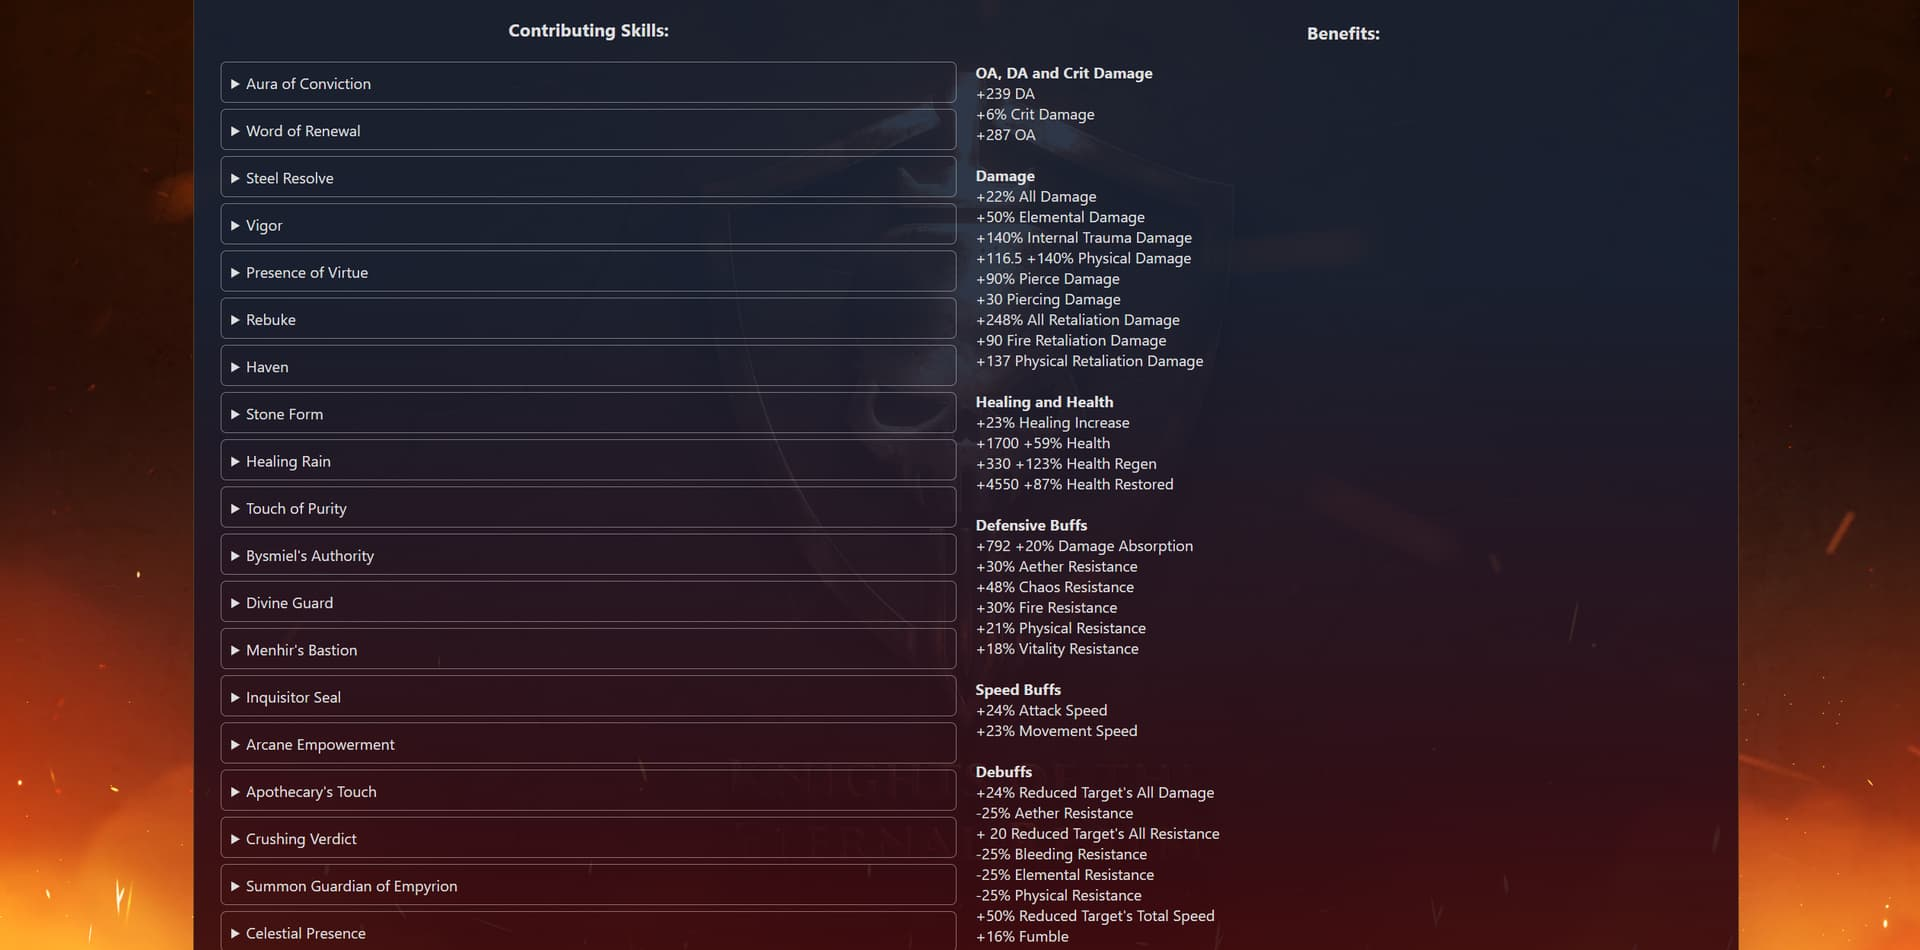 Contributing Skills:
▶ Aura of Conviction
▶ Word of Renewal
▶ Steel Resolve
▶ Vigor
▶ Presence of Virtue
▶ Rebuke
▶ Haven
▶ Stone Form
▶ Healing Rain
▶ Touch of Purity
▶ Bysmiel's Authority
▶ Divine Guard
▶ Menhir's Bastion
▶ Inquisitor Seal
▶ Arcane Empowerment
▶ Apothecary's Touch
▶ Crushing Verdict
▶ Summon Guardian of Empyrion
▶ Celestial Presence
Benefits:
OA, DA and Crit Damage
+239 DA
+6% Crit Damage
+287 OA
Damage
+22% All Damage
+50% Elemental Damage
+140% Internal Trauma Damage
+116.5 +140% Physical Damage
+90% Pierce Damage
+30 Piercing Damage
+248% All Retaliation Damage
+90 Fire Retaliation Damage
+137 Physical Retaliation Damage
Healing and Health
+23% Healing Increase
+1700 +59% Health
+330 +123% Health Regen
+4550 +87% Health Restored
Defensive Buffs
+792 +20% Damage Absorption
+30% Aether Resistance
+48% Chaos Resistance
+30% Fire Resistance
+21% Physical Resistance
+18% Vitality Resistance
Speed Buffs
+24% Attack Speed
+23% Movement Speed
Debuffs
+24% Reduced Target's All Damage
-25% Aether Resistance
+ 20 Reduced Target's All Resistance
-25% Bleeding Resistance
-25% Elemental Resistance
-25% Physical Resistance
+50% Reduced Target's Total Speed
+16% Fumble